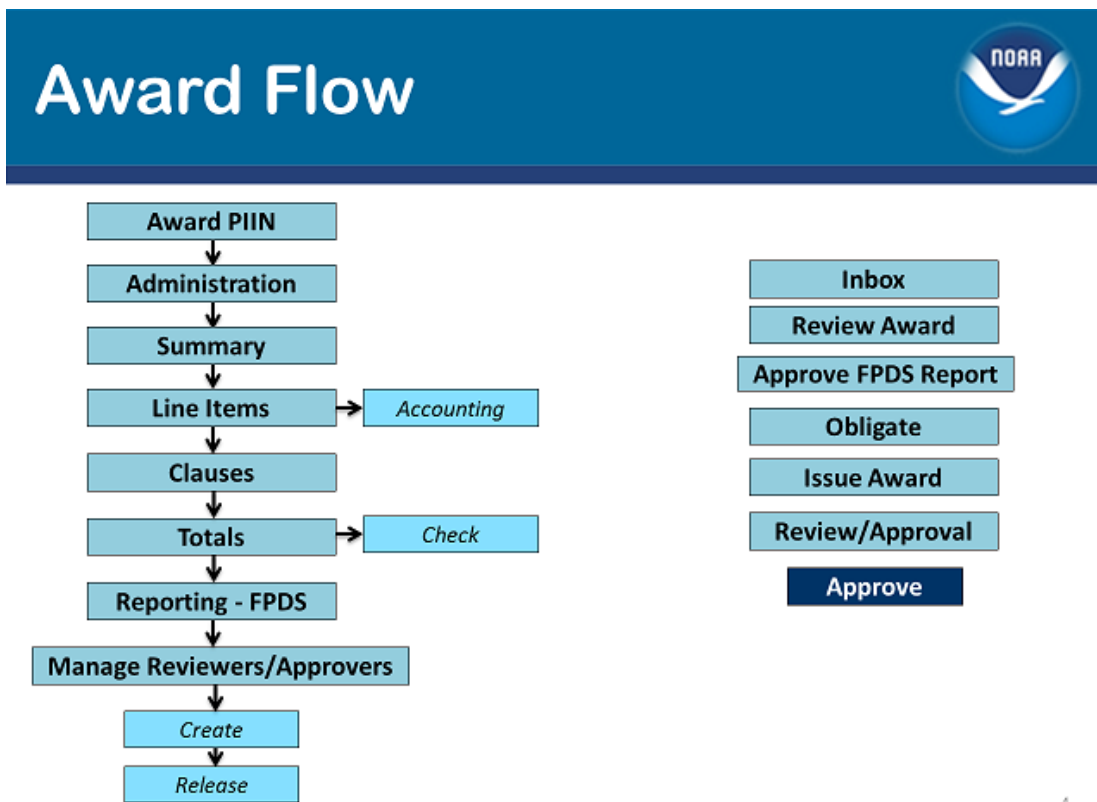 Award Flow
NOAA
Award PIIN
Administration
Summary
Line Items
Accounting
Clauses
Totals
Check
Reporting - FPDS
Manage Reviewers/Approvers
Create
Release
Inbox
Review Award
Approve FPDS Report
Obligate
Issue Award
Review/Approval
Approve